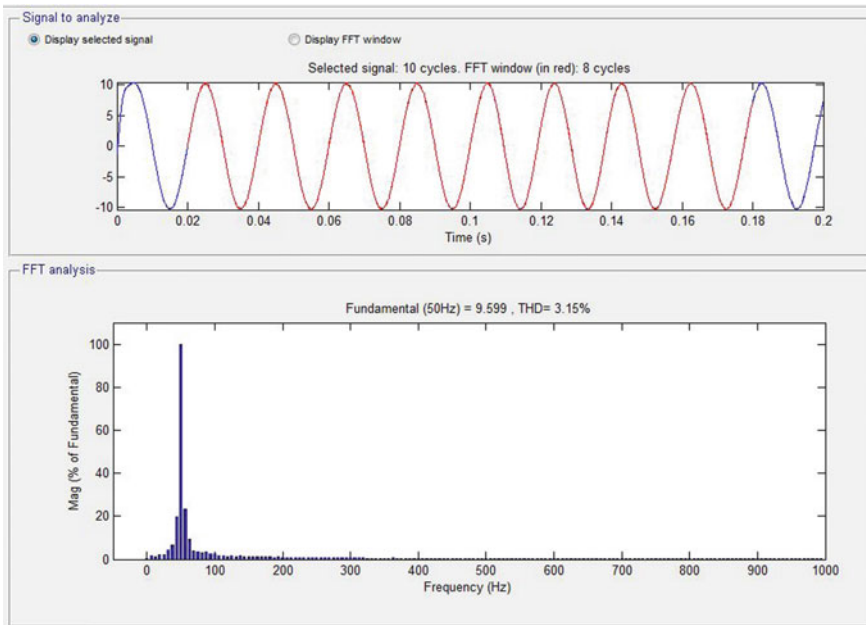 Signal to analyze
Display selected signal Display FFT window
Selected signal: 10 cycles. FFT window (in red): 8 cycles
10
5
0
-5
-10
0 0.02 0.04 0.06 0.08 0.1 0.12 0.14 0.16 0.18 0.2
Time (s)
FFT analysis
Fundamental (50Hz) = 9.599 , THD= 3.15%
Mag (% of Fundamental)
100
80
60
40
20
0
0 100 200 300 400 500 600 700 800 900 1000
Frequency (Hz)